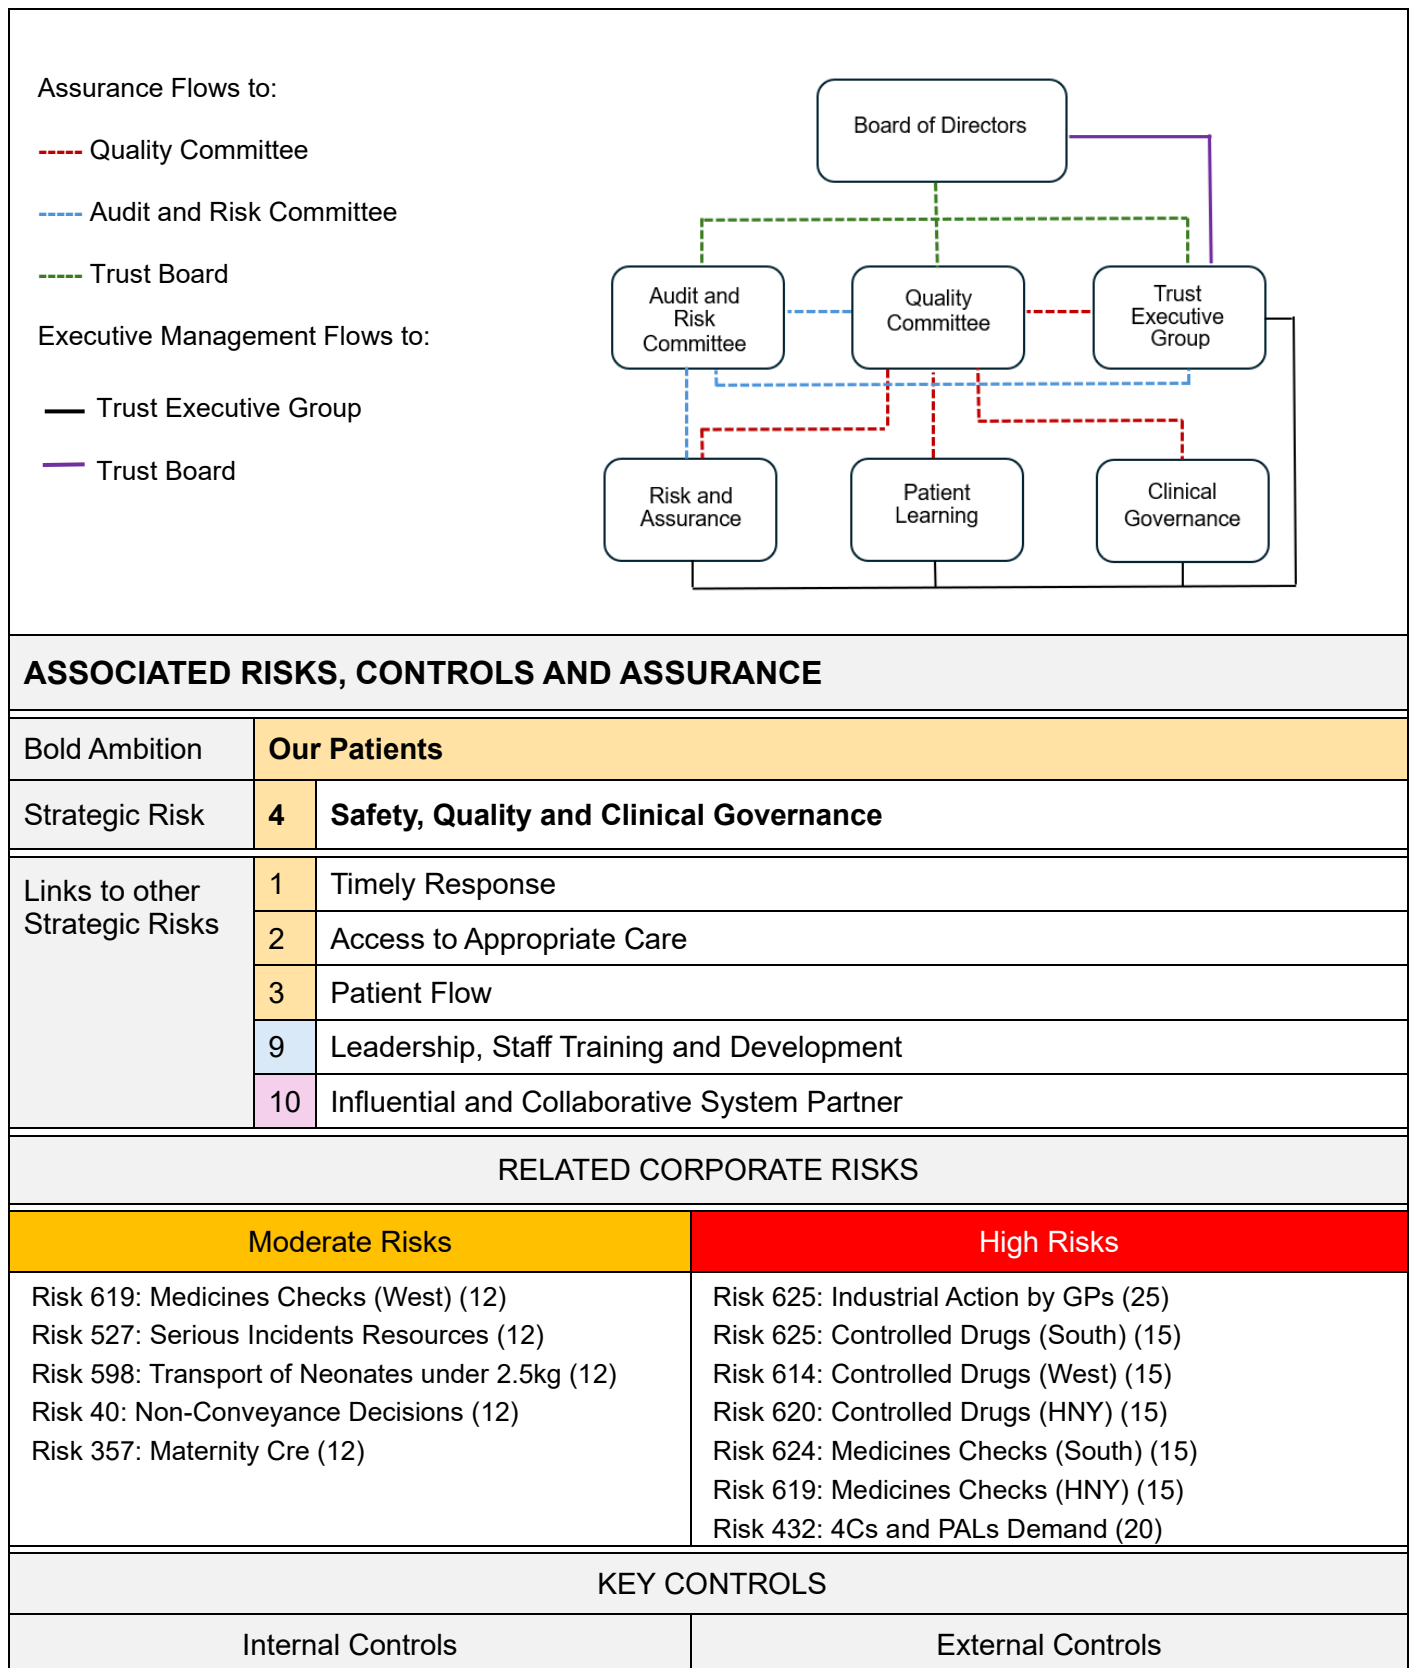 Assurance Flows to:
Quality Committee
Audit and Risk Committee
Trust Board
Executive Management Flows to:
Trust Executive Group
Trust Board
Board of Directors
Audit and
Risk
Committee
Quality
Committee
Trust
Executive
Group
Risk and
Assurance
Patient
Learning
Clinical
Governance
ASSOCIATED RISKS, CONTROLS AND ASSURANCE
Bold Ambition
Our Patients
Strategic Risk
4
Safety, Quality and Clinical Governance
Links to other
Strategic Risks
1
Timely Response
2
Access to Appropriate Care
3
Patient Flow
9
Leadership, Staff Training and Development
10
Influential and Collaborative System Partner
RELATED CORPORATE RISKS
Moderate Risks
Risk 619: Medicines Checks (West) (12)
Risk 527: Serious Incidents Resources (12)
Risk 598: Transport of Neonates under 2.5kg (12)
Risk 40: Non-Conveyance Decisions (12)
Risk 357: Maternity Cre (12)
High Risks
Risk 625: Industrial Action by GPs (25)
Risk 625: Controlled Drugs (South) (15)
Risk 614: Controlled Drugs (West) (15)
Risk 620: Controlled Drugs (HNY) (15)
Risk 624: Medicines Checks (South) (15)
Risk 619: Medicines Checks (HNY) (15)
Risk 432: 4Cs and PALs Demand (20)
KEY CONTROLS
Internal Controls
External Controls